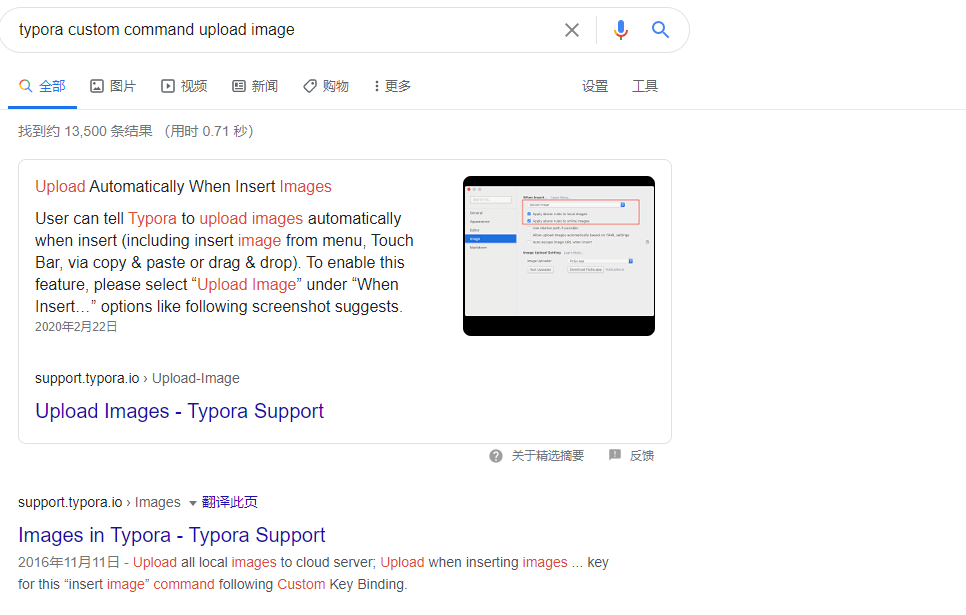 typora custom command upload image
全部 图片 视频 新闻 购物 更多 设置 工具
找到约 13,500 条结果 （用时 0.71 秒）
Upload Automatically When Insert Images
User can tell Typora to upload images automatically
when insert (including insert image from menu, Touch
Bar, via copy & paste or drag & drop). To enable this
feature, please select “Upload Image” under “When
Insert…” options like following screenshot suggests.
2020年2月22日
support.typora.io › Upload-Image
Upload Images - Typora Support
关于精选摘要 反馈
support.typora.io › Images 翻译此页
Images in Typora - Typora Support
2016年11月11日 - Upload all local images to cloud server; Upload when inserting images ... key
for this “insert image” command following Custom Key Binding.